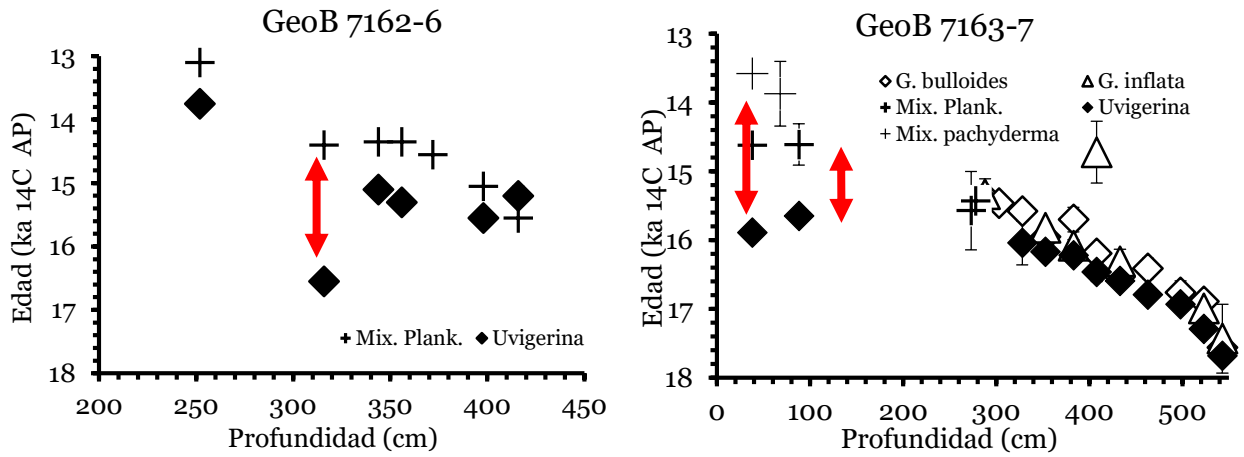 GeoB 7162-6
13
14
15
16
17
18
Edad (ka 14C AP)
200
250
300
350
400
450
Profundidad (cm)
Mix. Plank.
Uvigerina
GeoB 7163-7
13
14
15
16
17
18
Edad (ka 14C AP)
0
100
200
300
400
500
Profundidad (cm)
G. bulloides
G. inflata
Mix. Plank.
Uvigerina
Mix. pachyderma